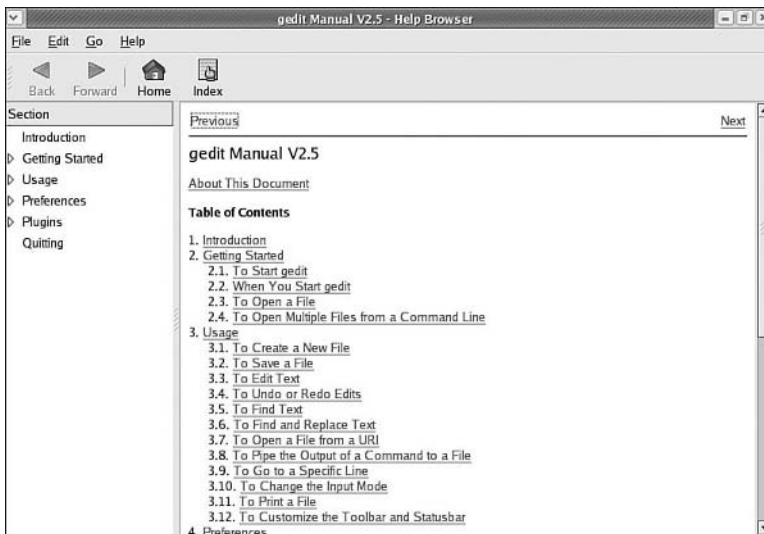 gedit Manual V2.5 - Help Browser
File Edit Go Help
Back Forward Home Index
Section
Introduction
Getting Started
Usage
Preferences
Plugins
Quitting
Previous Next
gedit Manual V2.5
About This Document
Table of Contents
1. Introduction
2. Getting Started
2.1. To Start gedit
2.2. When You Start gedit
2.3. To Open a File
2.4. To Open Multiple Files from a Command Line
3. Usage
3.1. To Create a New File
3.2. To Save a File
3.3. To Edit Text
3.4. To Undo or Redo Edits
3.5. To Find Text
3.6. To Find and Replace Text
3.7. To Open a File from a URI
3.8. To Pipe the Output of a Command to a File
3.9. To Go to a Specific Line
3.10. To Change the Input Mode
3.11. To Print a File
3.12. To Customize the Toolbar and Statusbar
4. Preferences